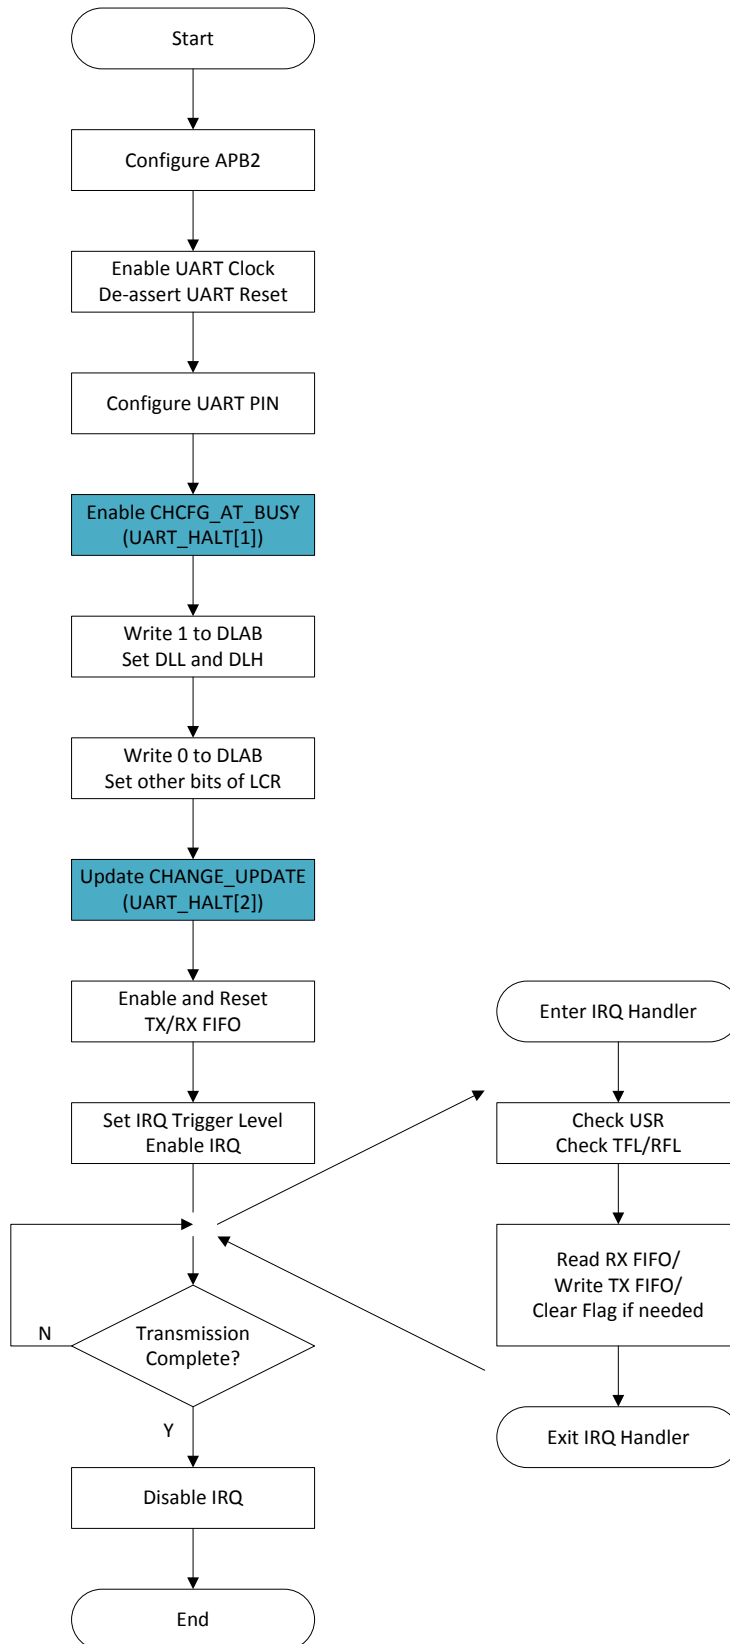 Start
Configure APB2
Enable UART Clock
De-assert UART Reset
Configure UART PIN
Enable CHCFG_AT_BUSY
(UART_HALT[1])
Write 1 to DLAB
Set DLL and DLH
Write 0 to DLAB
Set other bits of LCR
Update CHANGE_UPDATE
(UART_HALT[2])
Enable and Reset
TX/RX FIFO
Set IRQ Trigger Level
Enable IRQ
N
Transmission
Complete?
Y
Disable IRQ
End
Enter IRQ Handler
Check USR
Check TFL/RFL
Read RX FIFO/
Write TX FIFO/
Clear Flag if needed
Exit IRQ Handler